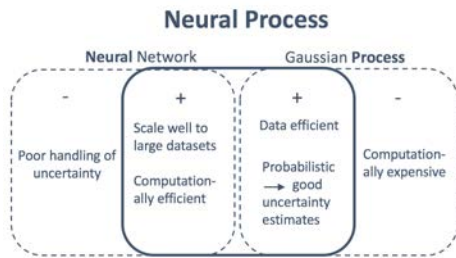 Neural Process
Neural Network
Gaussian Process
-
+
+
-
Poor handling of
uncertainty
Scale well to
large datasets
Computation-
ally efficient
Data efficient
Probabilistic
→ good
uncertainty
estimates
Computation-
ally expensive